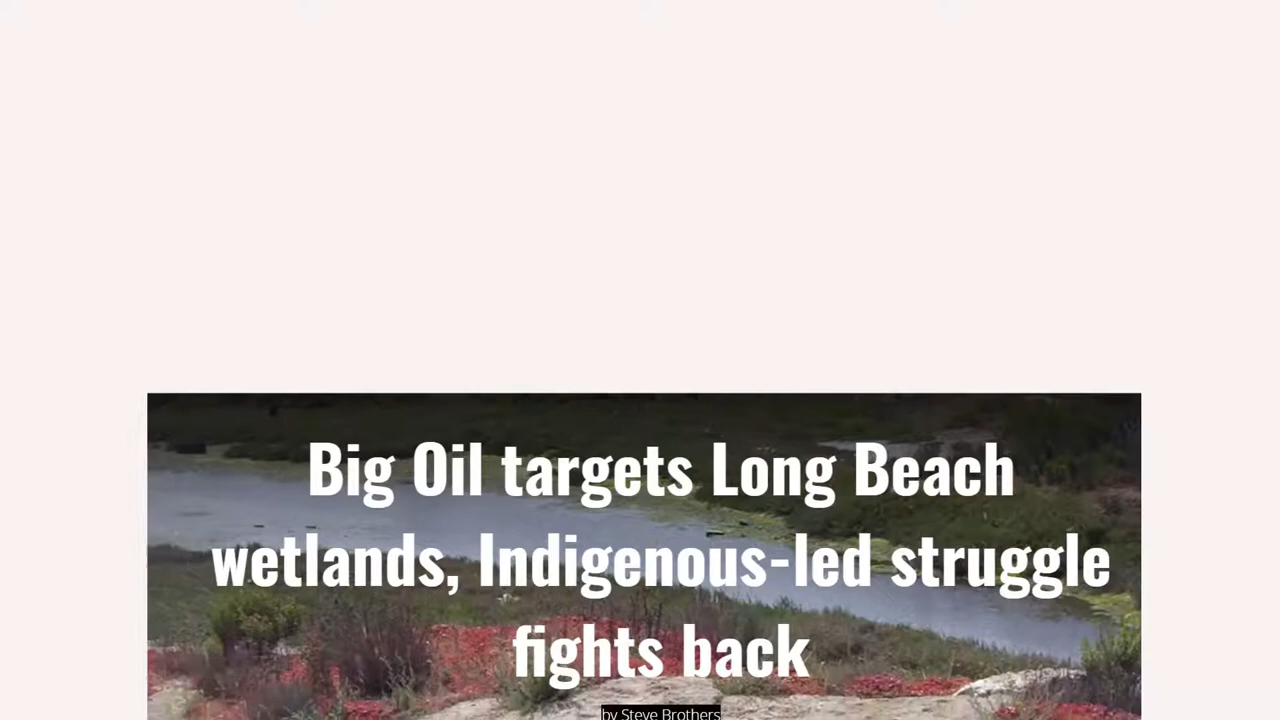 Big Oil targets Long Beach
wetlands, Indigenous-led struggle
fights back
by Steve Brothers